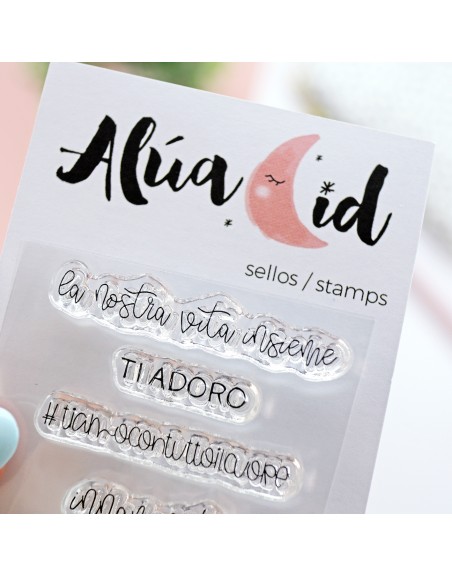 Alúa Cid
sellos / stamps
la nostra vita insieme
TI ADORO
#tiamocontuttoilcuore